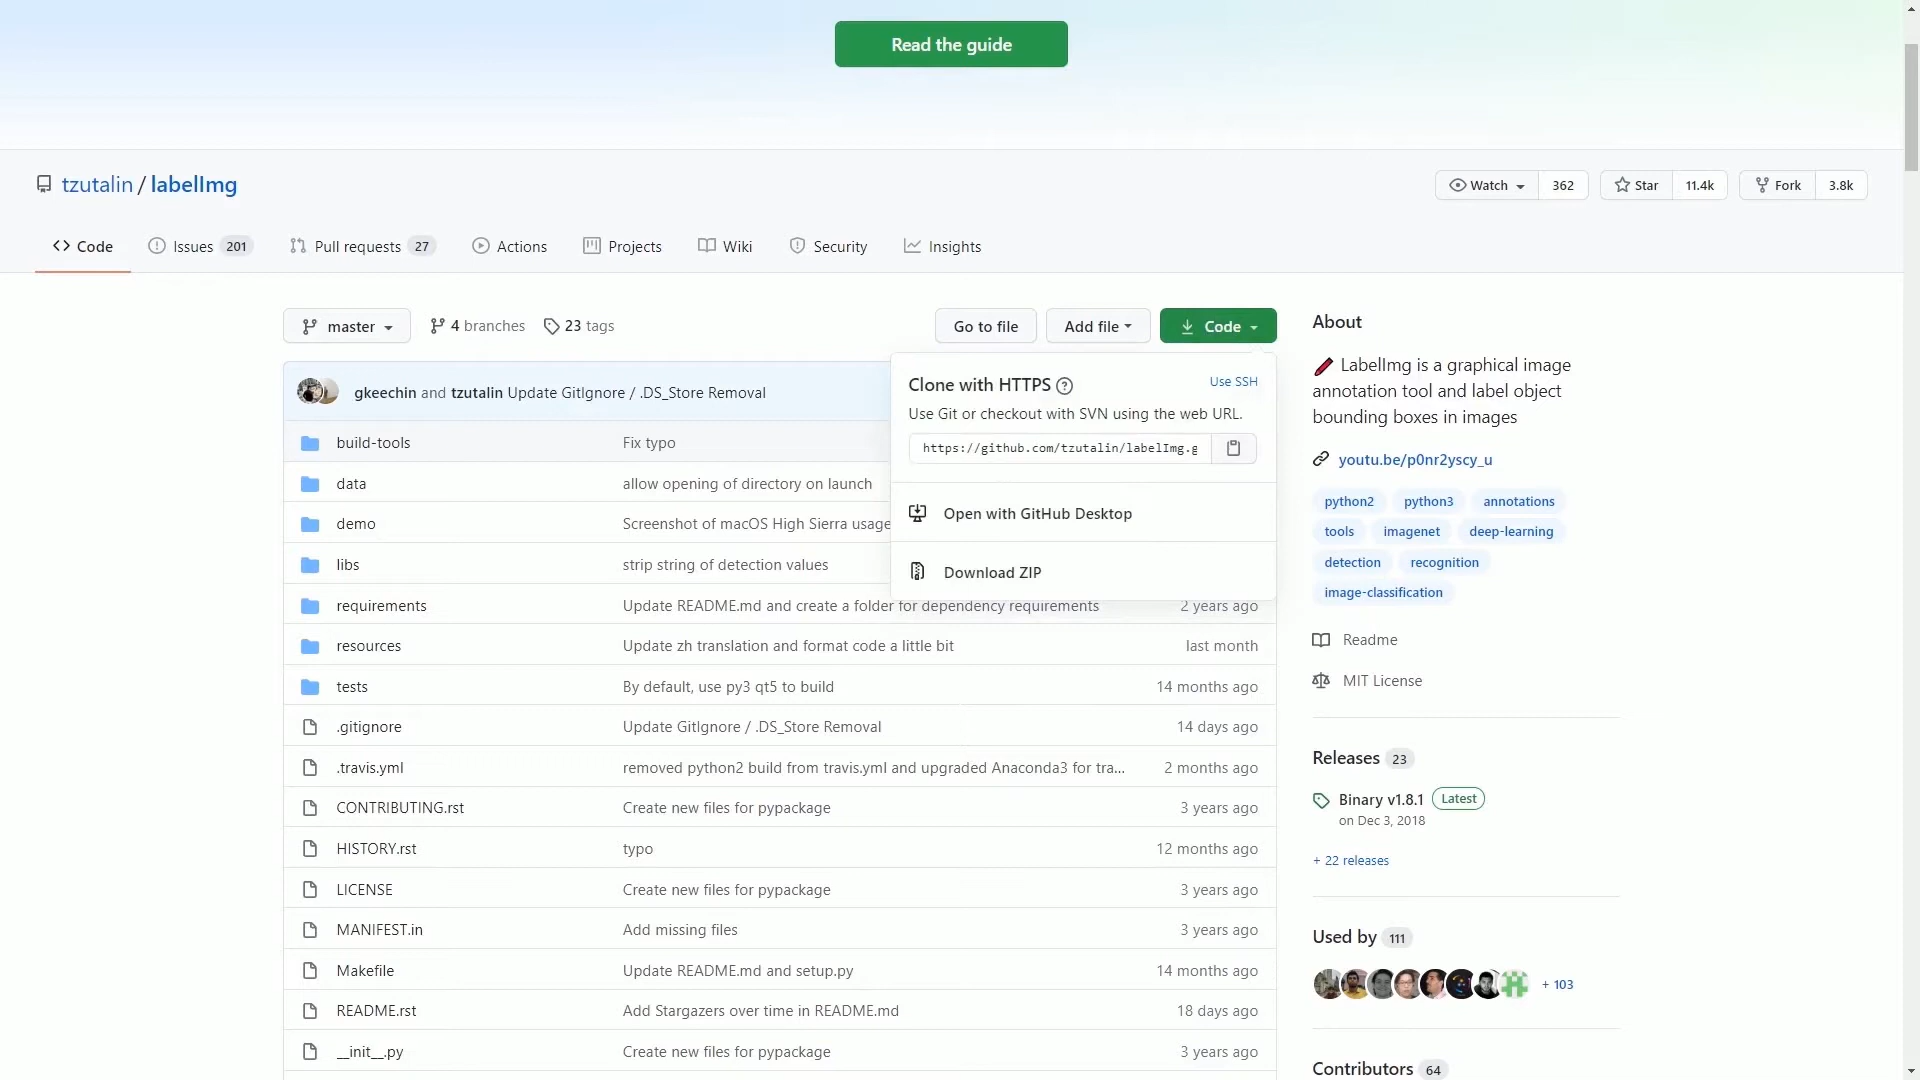 Read the guide
tzutalin / labelImg
Watch 362 Star 11.4k Fork 3.8k
Code Issues 201 Pull requests 27 Actions Projects Wiki Security Insights
master 4 branches 23 tags Go to file Add file Code
gkeechin and tzutalin Update GitIgnore / .DS_Store Removal
build-tools Fix typo
data allow opening of directory on launch
demo Screenshot of macOS High Sierra usage
libs strip string of detection values
requirements Update README.md and create a folder for dependency requirements 2 years ago
resources Update zh translation and format code a little bit last month
tests By default, use py3 qt5 to build 14 months ago
.gitignore Update GitIgnore / .DS_Store Removal 14 days ago
.travis.yml removed python2 build from travis.yml and upgraded Anaconda3 for tra... 2 months ago
CONTRIBUTING.rst Create new files for pypackage 3 years ago
HISTORY.rst typo 12 months ago
LICENSE Create new files for pypackage 3 years ago
MANIFEST.in Add missing files 3 years ago
Makefile Update README.md and setup.py 14 months ago
README.rst Add Stargazers over time in README.md 18 days ago
__init__.py Create new files for pypackage 3 years ago
Clone with HTTPS Use SSH
Use Git or checkout with SVN using the web URL.
https://github.com/tzutalin/labelImg.g
Open with GitHub Desktop
Download ZIP
About
LabelImg is a graphical image
annotation tool and label object
bounding boxes in images
youtu.be/p0nr2yscy_u
python2 python3 annotations
tools imagenet deep-learning
detection recognition
image-classification
Readme
MIT License
Releases 23
Binary v1.8.1 Latest
on Dec 3, 2018
+ 22 releases
Used by 111
+ 103
Contributors 64